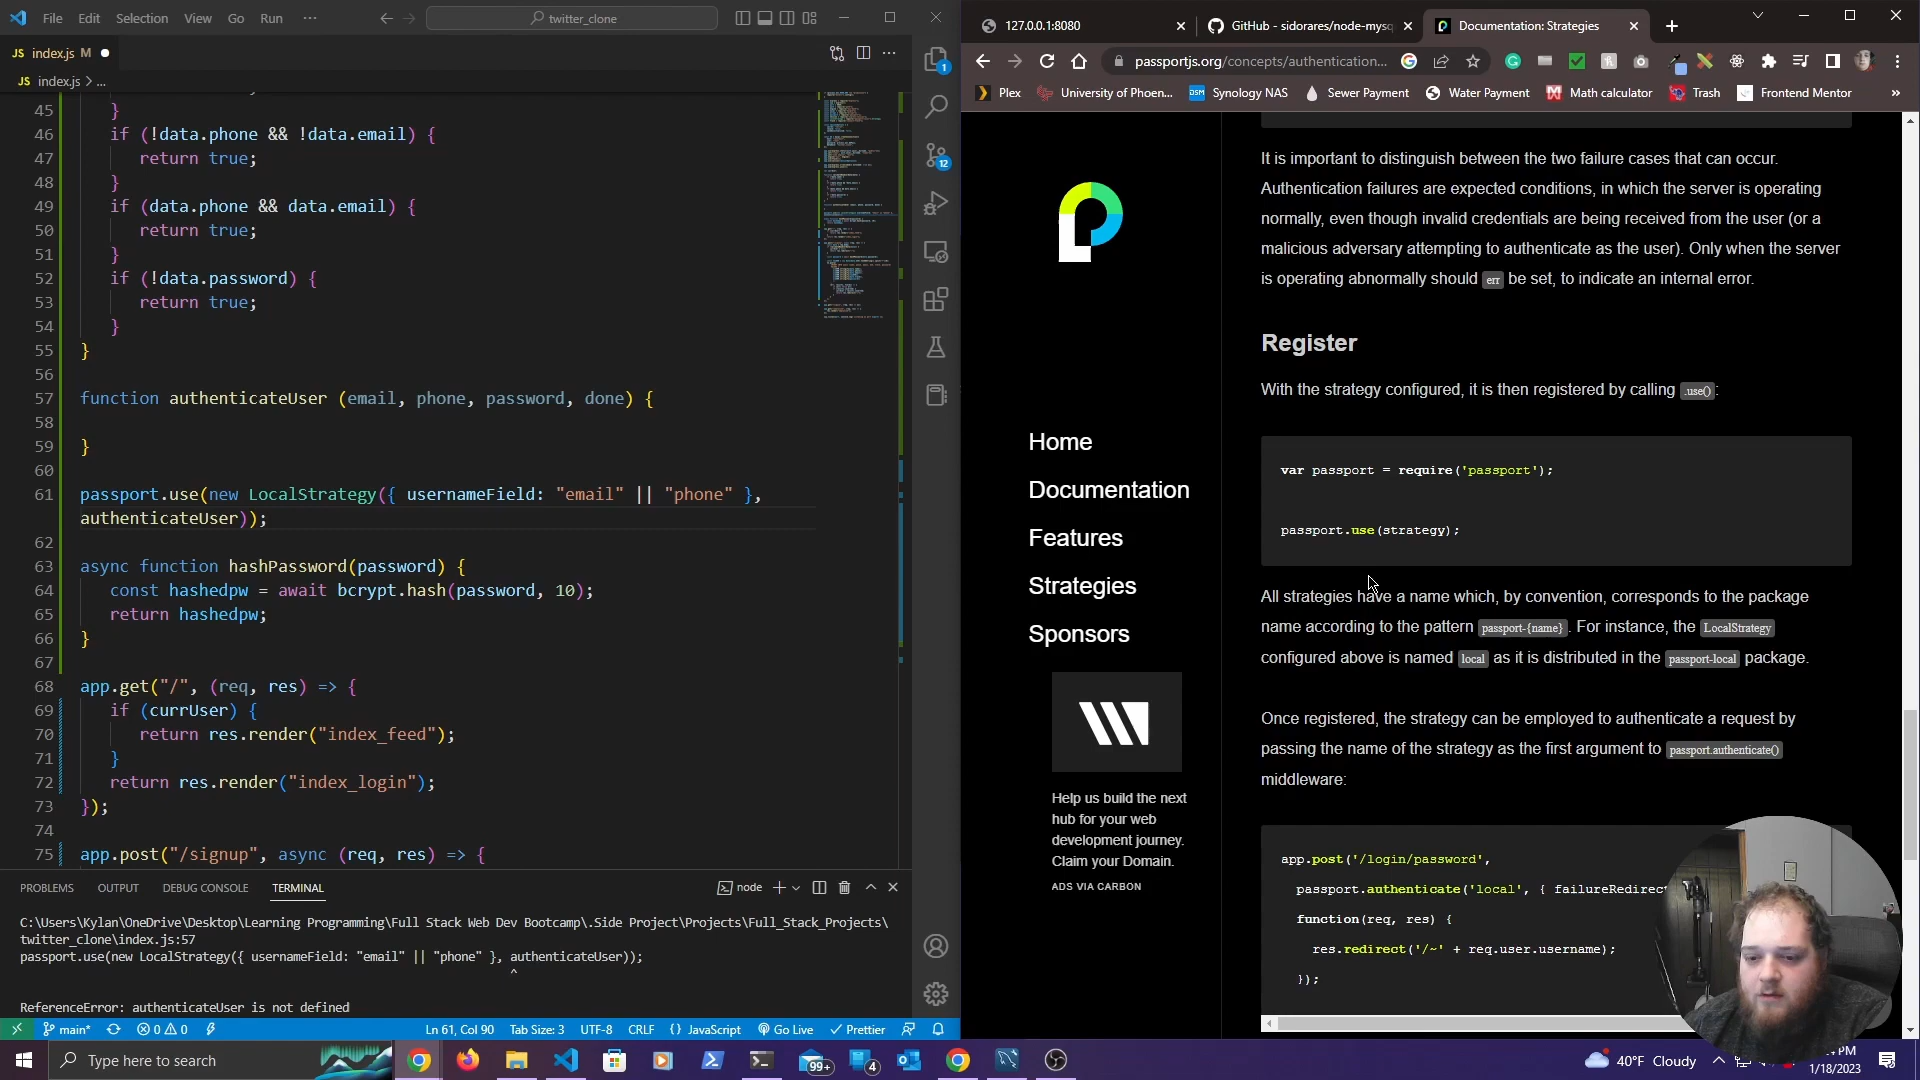 File Edit Selection View Go Run ··· twitter_clone
JS index.js M
JS index.js > ...
45 }
46 if (!data.phone && !data.email) {
47 return true;
48 }
49 if (data.phone && data.email) {
50 return true;
51 }
52 if (!data.password) {
53 return true;
54 }
55 }
56
57 function authenticateUser (email, phone, password, done) {
58
59 }
60
61 passport.use(new LocalStrategy({ usernameField: "email" || "phone" },
authenticateUser));
62
63 async function hashPassword(password) {
64 const hashedpw = await bcrypt.hash(password, 10);
65 return hashedpw;
66 }
67
68 app.get("/", (req, res) => {
69 if (currUser) {
70 return res.render("index_feed");
71 }
72 return res.render("index_login");
73 });
74
75 app.post("/signup", async (req, res) => {
1
12
PROBLEMS OUTPUT DEBUG CONSOLE TERMINAL node
C:\Users\Kylan\OneDrive\Desktop\Learning Programming\Full Stack Web Dev Bootcamp\.Side Project\Projects\Full_Stack_Projects\
twitter_clone\index.js:57
passport.use(new LocalStrategy({ usernameField: "email" || "phone" }, authenticateUser));
^
ReferenceError: authenticateUser is not defined
main* 0 0 Ln 61, Col 90 Tab Size: 3 UTF-8 CRLF {} JavaScript Go Live Prettier
127.0.0.1:8080
GitHub - sidorares/node-mysq
Documentation: Strategies
passportjs.org/concepts/authentication...
Plex University of Phoen... DSM Synology NAS Sewer Payment Water Payment Math calculator Trash Frontend Mentor »
Home
Documentation
Features
Strategies
Sponsors
Help us build the next
hub for your web
development journey.
Claim your Domain.
ADS VIA CARBON
It is important to distinguish between the two failure cases that can occur.
Authentication failures are expected conditions, in which the server is operating
normally, even though invalid credentials are being received from the user (or a
malicious adversary attempting to authenticate as the user). Only when the server
is operating abnormally should err be set, to indicate an internal error.
Register
With the strategy configured, it is then registered by calling .use():
var passport = require('passport');
passport.use(strategy);
All strategies have a name which, by convention, corresponds to the package
name according to the pattern passport-{name}. For instance, the LocalStrategy
configured above is named local as it is distributed in the passport-local package.
Once registered, the strategy can be employed to authenticate a request by
passing the name of the strategy as the first argument to passport.authenticate()
middleware:
app.post('/login/password',
passport.authenticate('local', { failureRedirect
function(req, res) {
res.redirect('/~' + req.user.username);
});
Type here to search
99+
4
40°F Cloudy
PM
1/18/2023